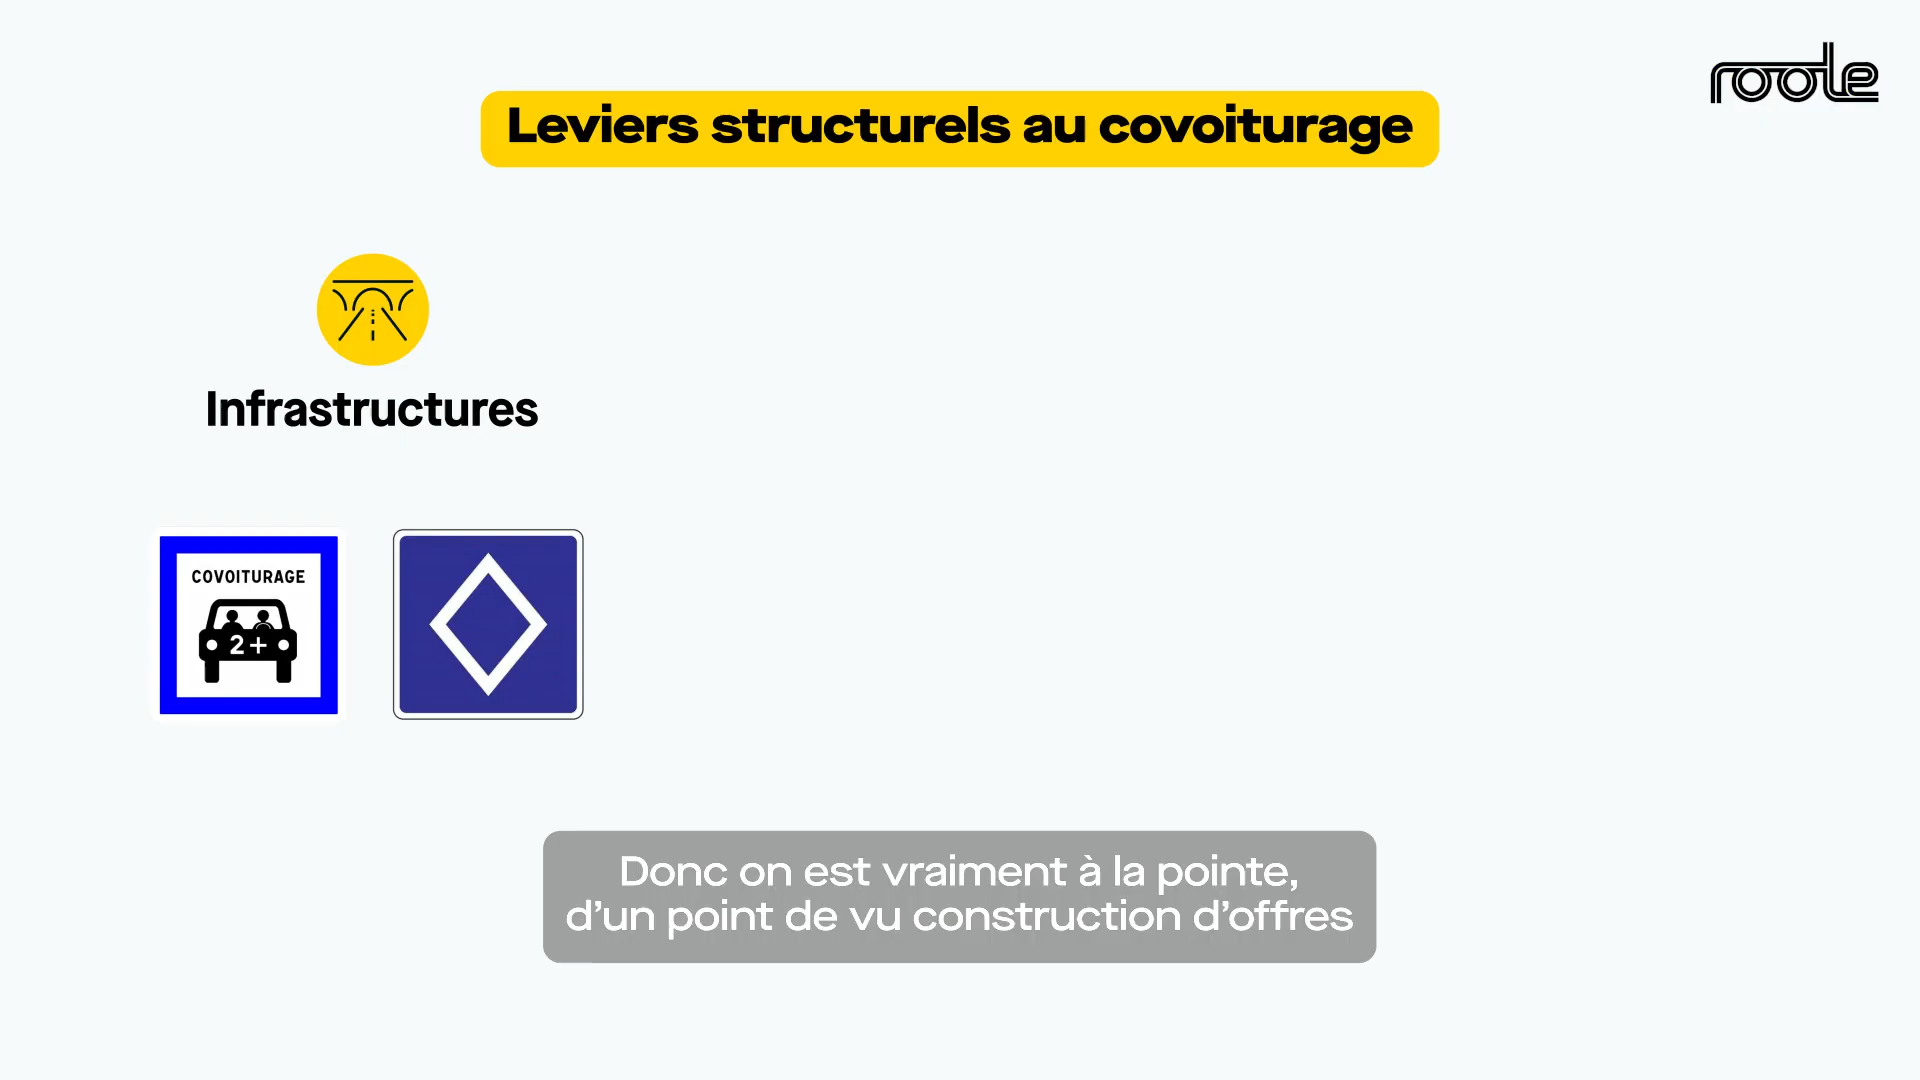 roole
Leviers structurels au covoiturage
Infrastructures
COVOITURAGE
2+
Donc on est vraiment à la pointe,
d’un point de vu construction d’offres